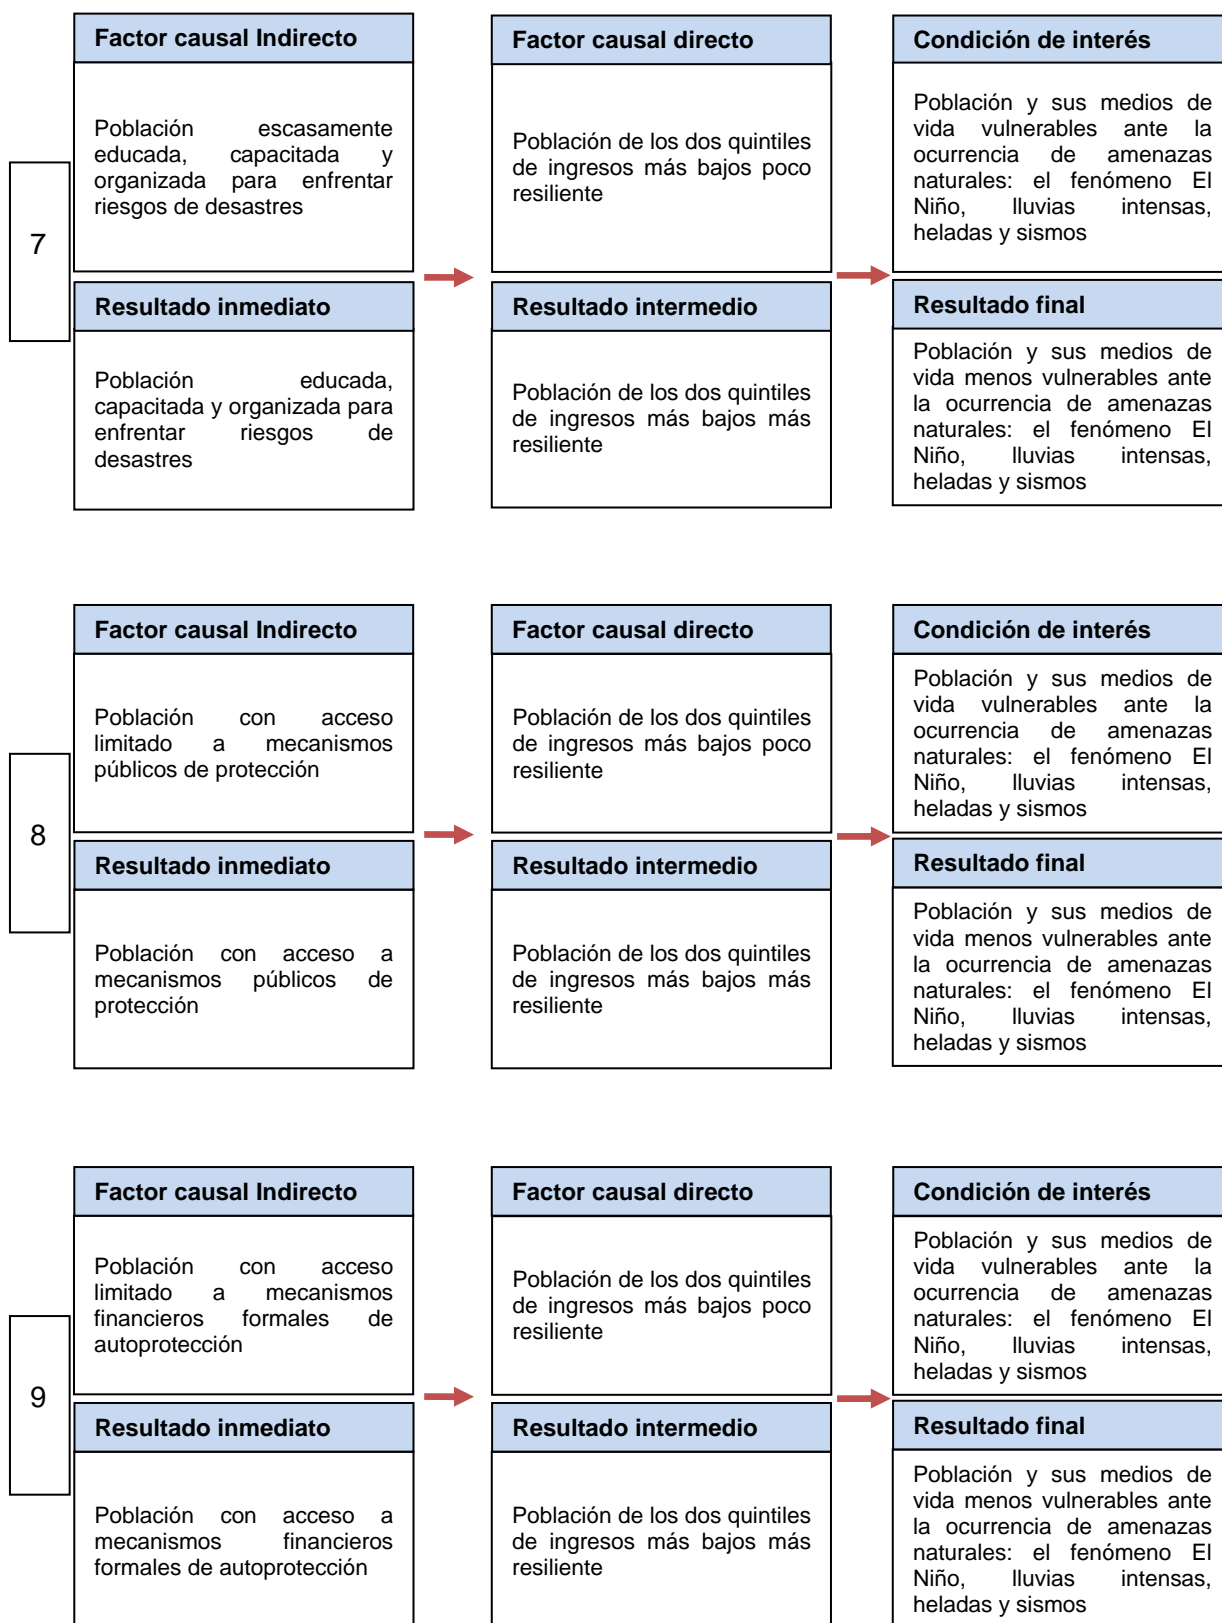 7
Factor causal Indirecto
Población escasamente
educada, capacitada y
organizada para enfrentar
riesgos de desastres
Resultado inmediato
Población educada,
capacitada y organizada para
enfrentar riesgos de
desastres
Factor causal directo
Población de los dos quintiles
de ingresos más bajos poco
resiliente
Resultado intermedio
Población de los dos quintiles
de ingresos más bajos más
resiliente
Condición de interés
Población y sus medios de
vida vulnerables ante la
ocurrencia de amenazas
naturales: el fenómeno El
Niño, lluvias intensas,
heladas y sismos
Resultado final
Población y sus medios de
vida menos vulnerables ante
la ocurrencia de amenazas
naturales: el fenómeno El
Niño, lluvias intensas,
heladas y sismos
8
Factor causal Indirecto
Población con acceso
limitado a mecanismos
públicos de protección
Resultado inmediato
Población con acceso a
mecanismos públicos de
protección
Factor causal directo
Población de los dos quintiles
de ingresos más bajos poco
resiliente
Resultado intermedio
Población de los dos quintiles
de ingresos más bajos más
resiliente
Condición de interés
Población y sus medios de
vida vulnerables ante la
ocurrencia de amenazas
naturales: el fenómeno El
Niño, lluvias intensas,
heladas y sismos
Resultado final
Población y sus medios de
vida menos vulnerables ante
la ocurrencia de amenazas
naturales: el fenómeno El
Niño, lluvias intensas,
heladas y sismos
9
Factor causal Indirecto
Población con acceso
limitado a mecanismos
financieros formales de
autoprotección
Resultado inmediato
Población con acceso a
mecanismos financieros
formales de autoprotección
Factor causal directo
Población de los dos quintiles
de ingresos más bajos poco
resiliente
Resultado intermedio
Población de los dos quintiles
de ingresos más bajos más
resiliente
Condición de interés
Población y sus medios de
vida vulnerables ante la
ocurrencia de amenazas
naturales: el fenómeno El
Niño, lluvias intensas,
heladas y sismos
Resultado final
Población y sus medios de
vida menos vulnerables ante
la ocurrencia de amenazas
naturales: el fenómeno El
Niño, lluvias intensas,
heladas y sismos